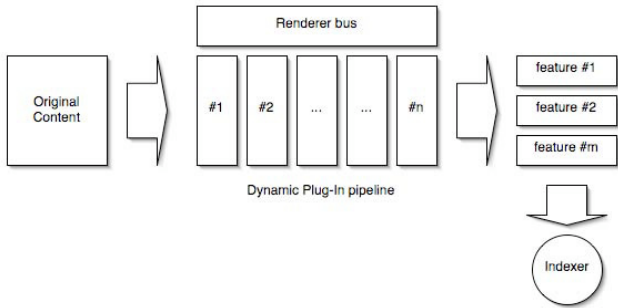 Renderer bus
Original
Content
#1
#2
...
...
#n
feature #1
feature #2
feature #m
Dynamic Plug-In pipeline
Indexer